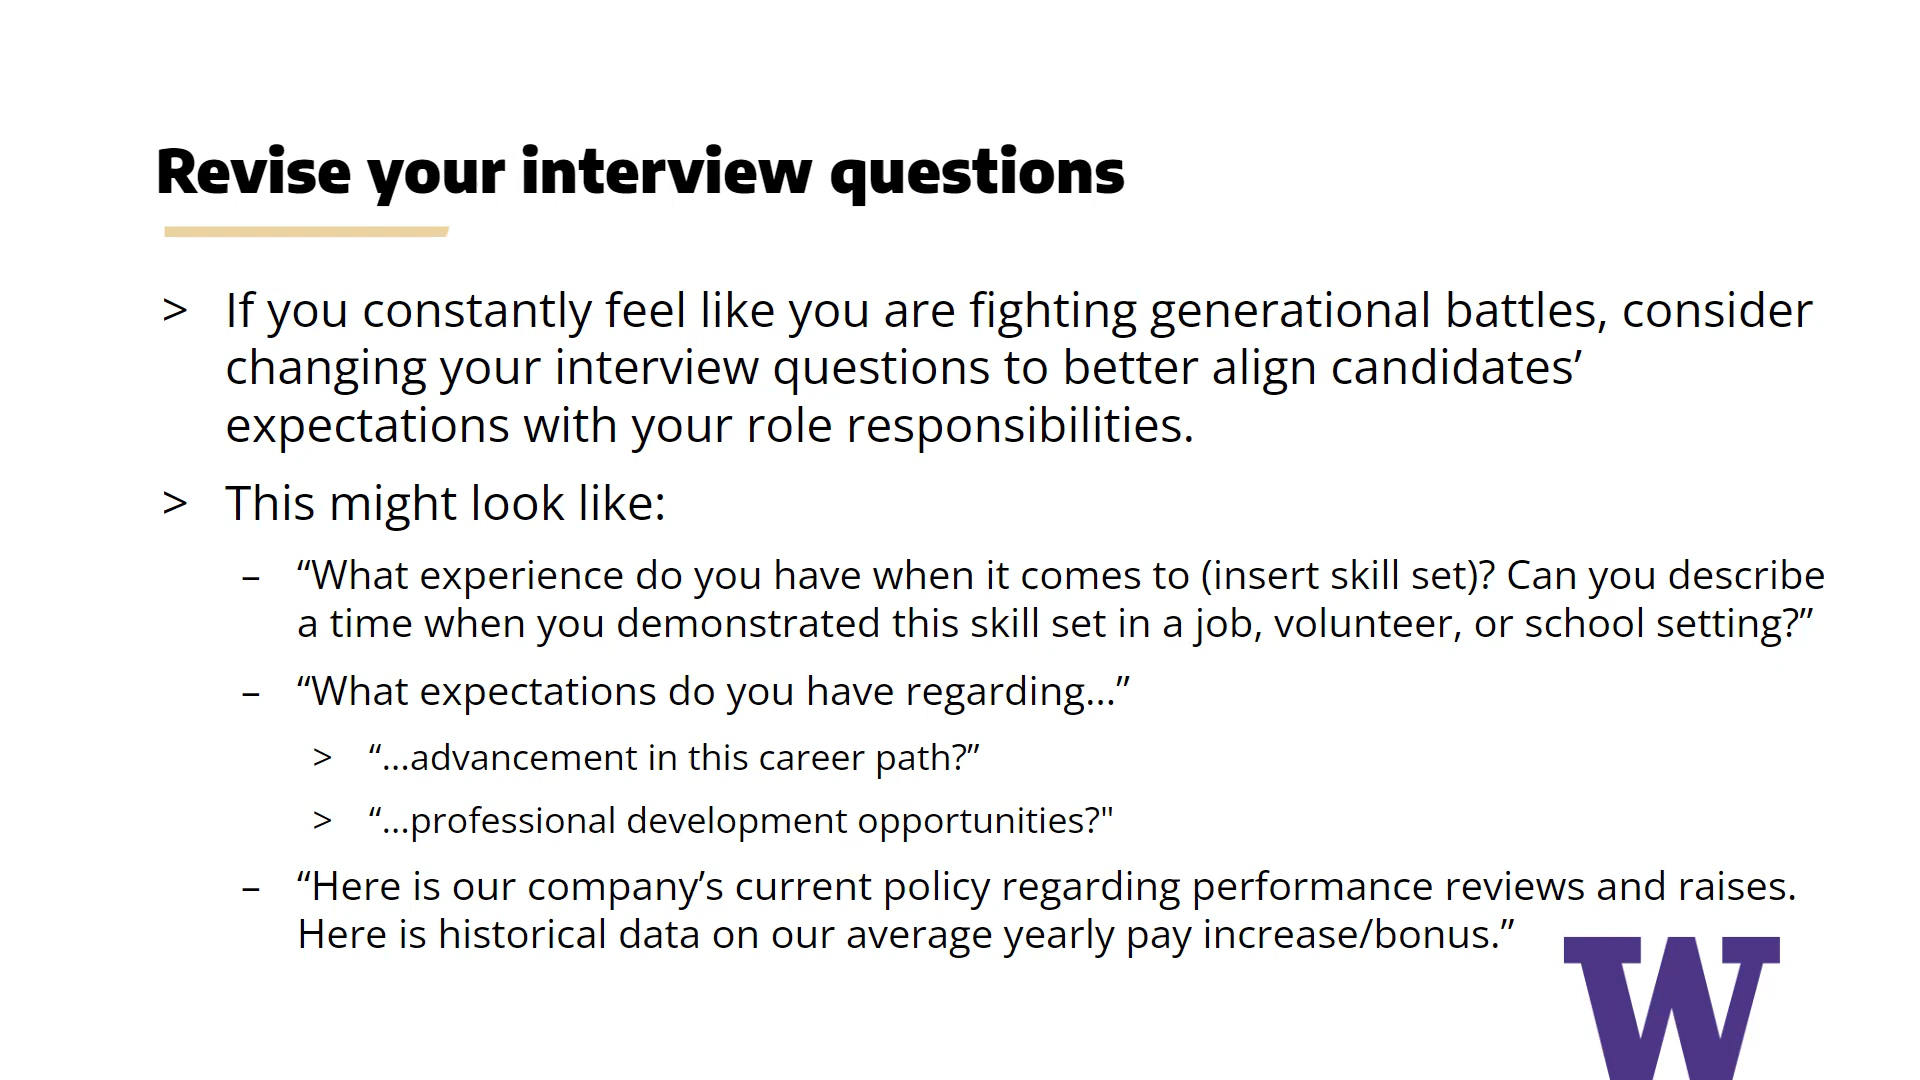 Revise your interview questions
> If you constantly feel like you are fighting generational battles, consider
changing your interview questions to better align candidates’
expectations with your role responsibilities.
> This might look like:
– “What experience do you have when it comes to (insert skill set)? Can you describe
a time when you demonstrated this skill set in a job, volunteer, or school setting?”
– “What expectations do you have regarding…”
> “…advancement in this career path?”
> “…professional development opportunities?"
– “Here is our company’s current policy regarding performance reviews and raises.
Here is historical data on our average yearly pay increase/bonus.”
W